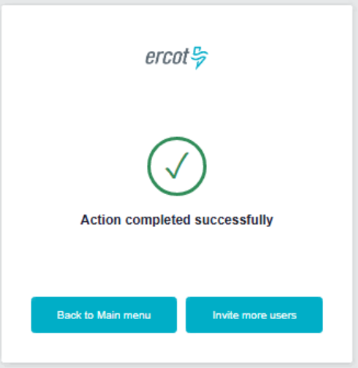 ercot
Action completed successfully
Back to Main menu
Invite more users